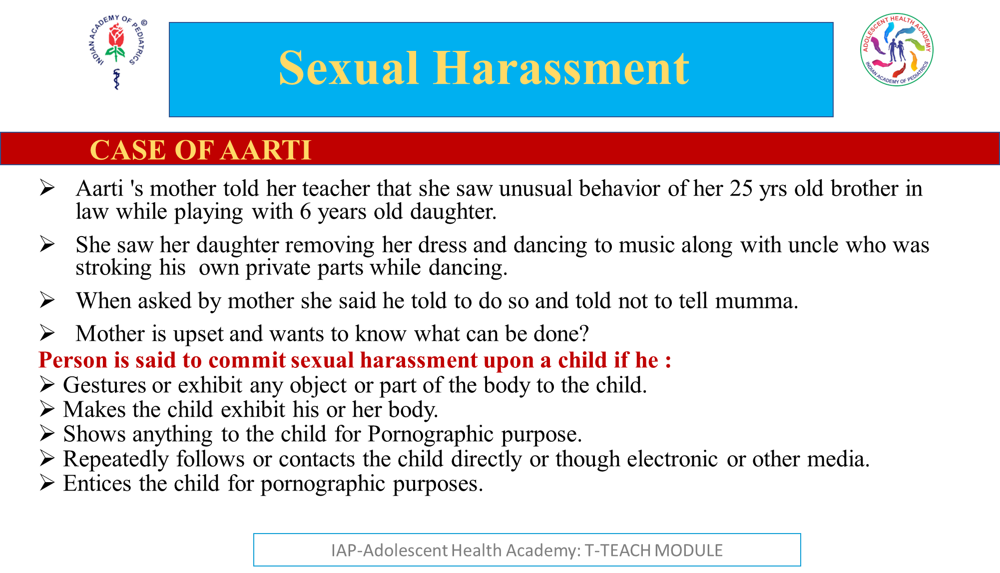 INDIAN ACADEMY OF PEDIATRICS ©
Sexual Harassment
ADOLESCENT HEALTH ACADEMY
INDIAN ACADEMY OF PEDIATRICS
CASE OF AARTI
➢ Aarti 's mother told her teacher that she saw unusual behavior of her 25 yrs old brother in
law while playing with 6 years old daughter.
➢ She saw her daughter removing her dress and dancing to music along with uncle who was
stroking his own private parts while dancing.
➢ When asked by mother she said he told to do so and told not to tell mumma.
➢ Mother is upset and wants to know what can be done?
Person is said to commit sexual harassment upon a child if he :
➢ Gestures or exhibit any object or part of the body to the child.
➢ Makes the child exhibit his or her body.
➢ Shows anything to the child for Pornographic purpose.
➢ Repeatedly follows or contacts the child directly or though electronic or other media.
➢ Entices the child for pornographic purposes.
IAP-Adolescent Health Academy: T-TEACH MODULE